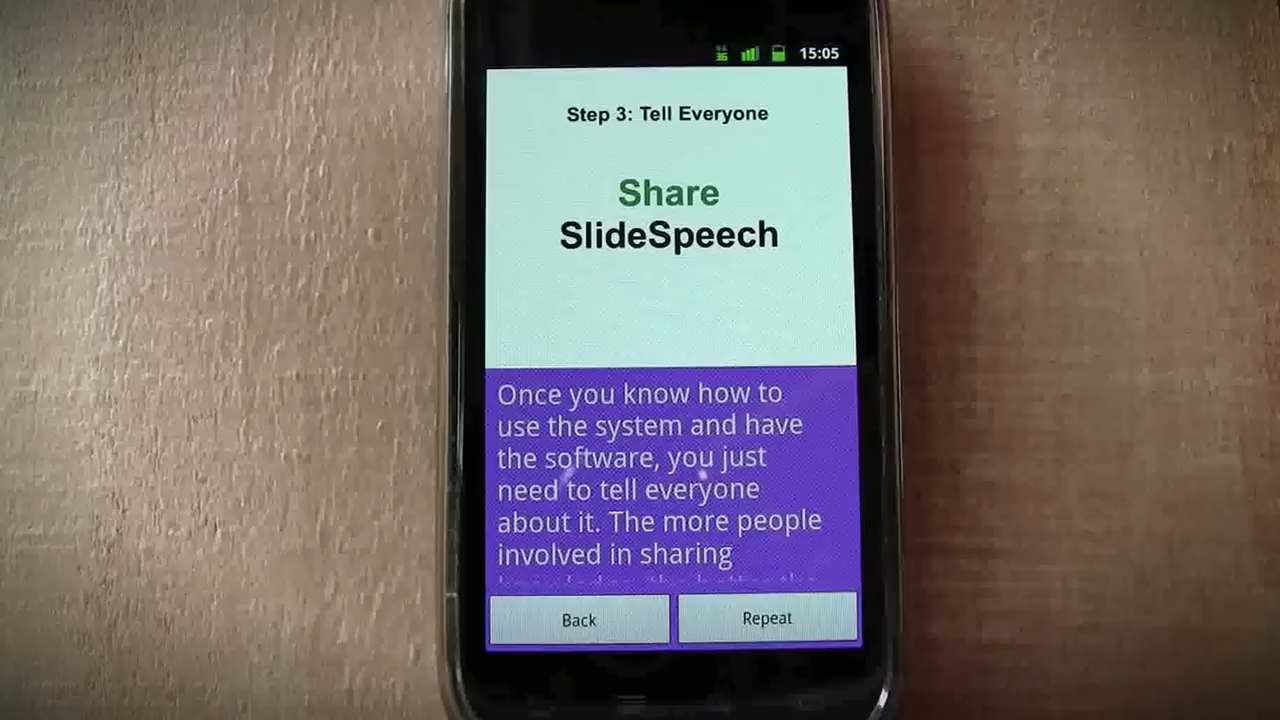 15:05
Step 3: Tell Everyone
Share
SlideSpeech
Once you know how to
use the system and have
the software, you just
need to tell everyone
about it. The more people
involved in sharing
Back
Repeat